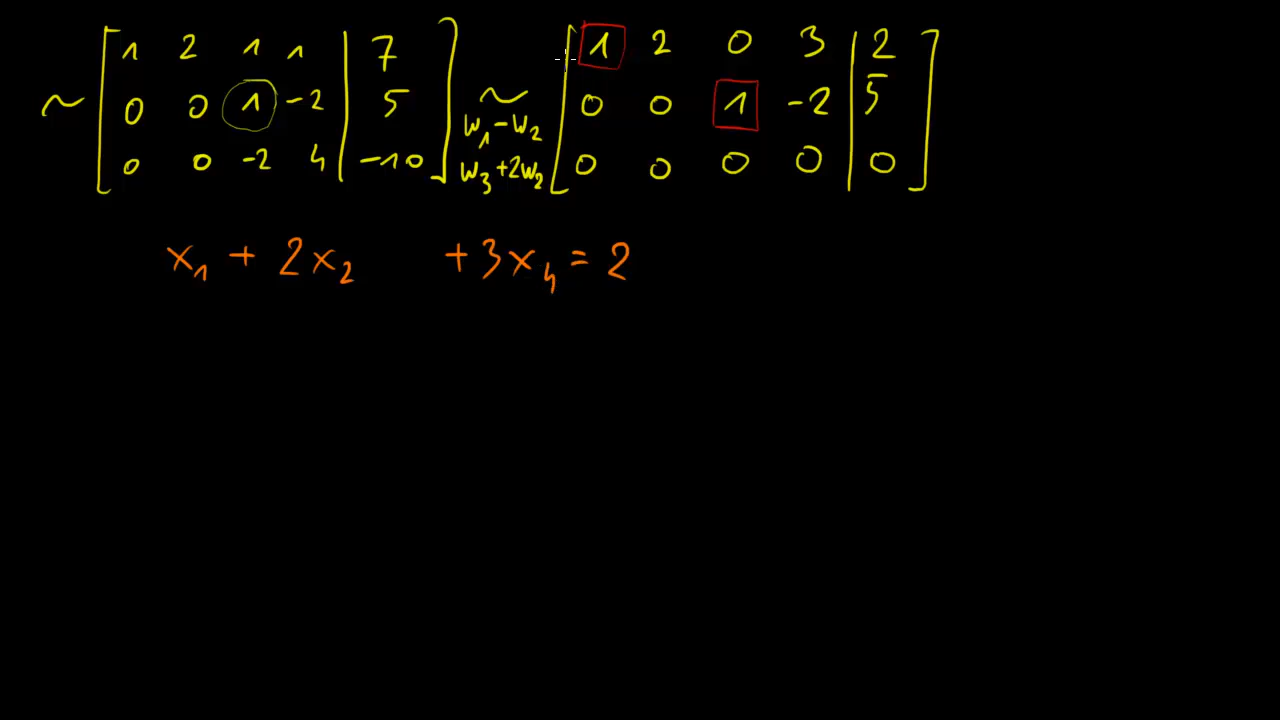 ~ [ 1 2 1 1 | 7 ] ~ [ 1 2 0 3 | 2 ]
0 0 1 -2 | 5 w₁-w₂ 0 0 1 -2 | 5
0 0 -2 4 | -10 w₃+2w₂ 0 0 0 0 | 0
x₁ + 2x₂ +3x₄ = 2